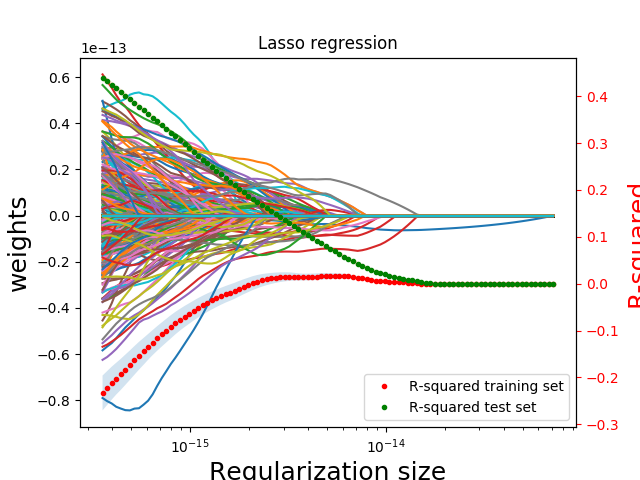 Lasso regression
1e−13
0.6
0.4
0.2
0.0
−0.2
−0.4
−0.6
−0.8
weights
0.4
0.3
0.2
0.1
0.0
−0.1
−0.2
−0.3
R-squared
R-squared training set
R-squared test set
10⁻¹⁵
10⁻¹⁴
Regularization size